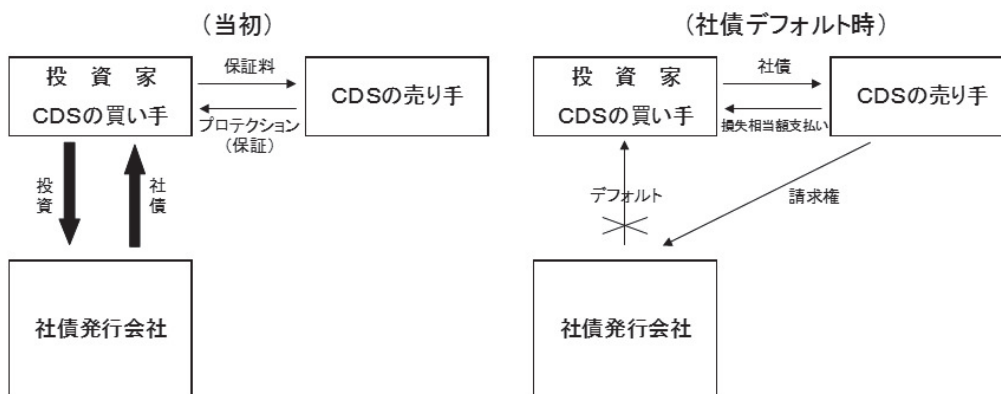 (当初)
投 資 家
CDSの買い手
保証料
プロテクション
(保証)
CDSの売り手
投資
社債
社債発行会社
(社債デフォルト時)
投 資 家
CDSの買い手
社債
損失相当額支払い
CDSの売り手
デフォルト
請求権
社債発行会社